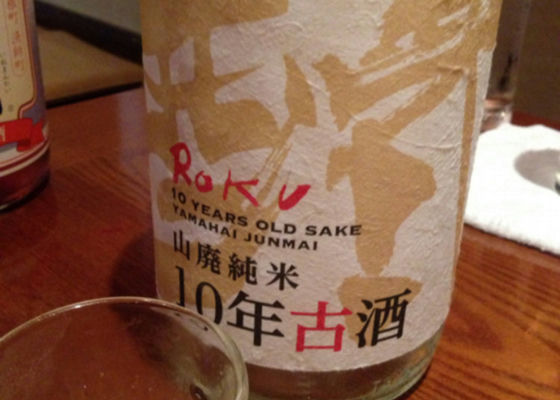 RoKu
10 YEARS OLD SAKE
YAMAHAI JUNMAI
山廃純米
10年古酒